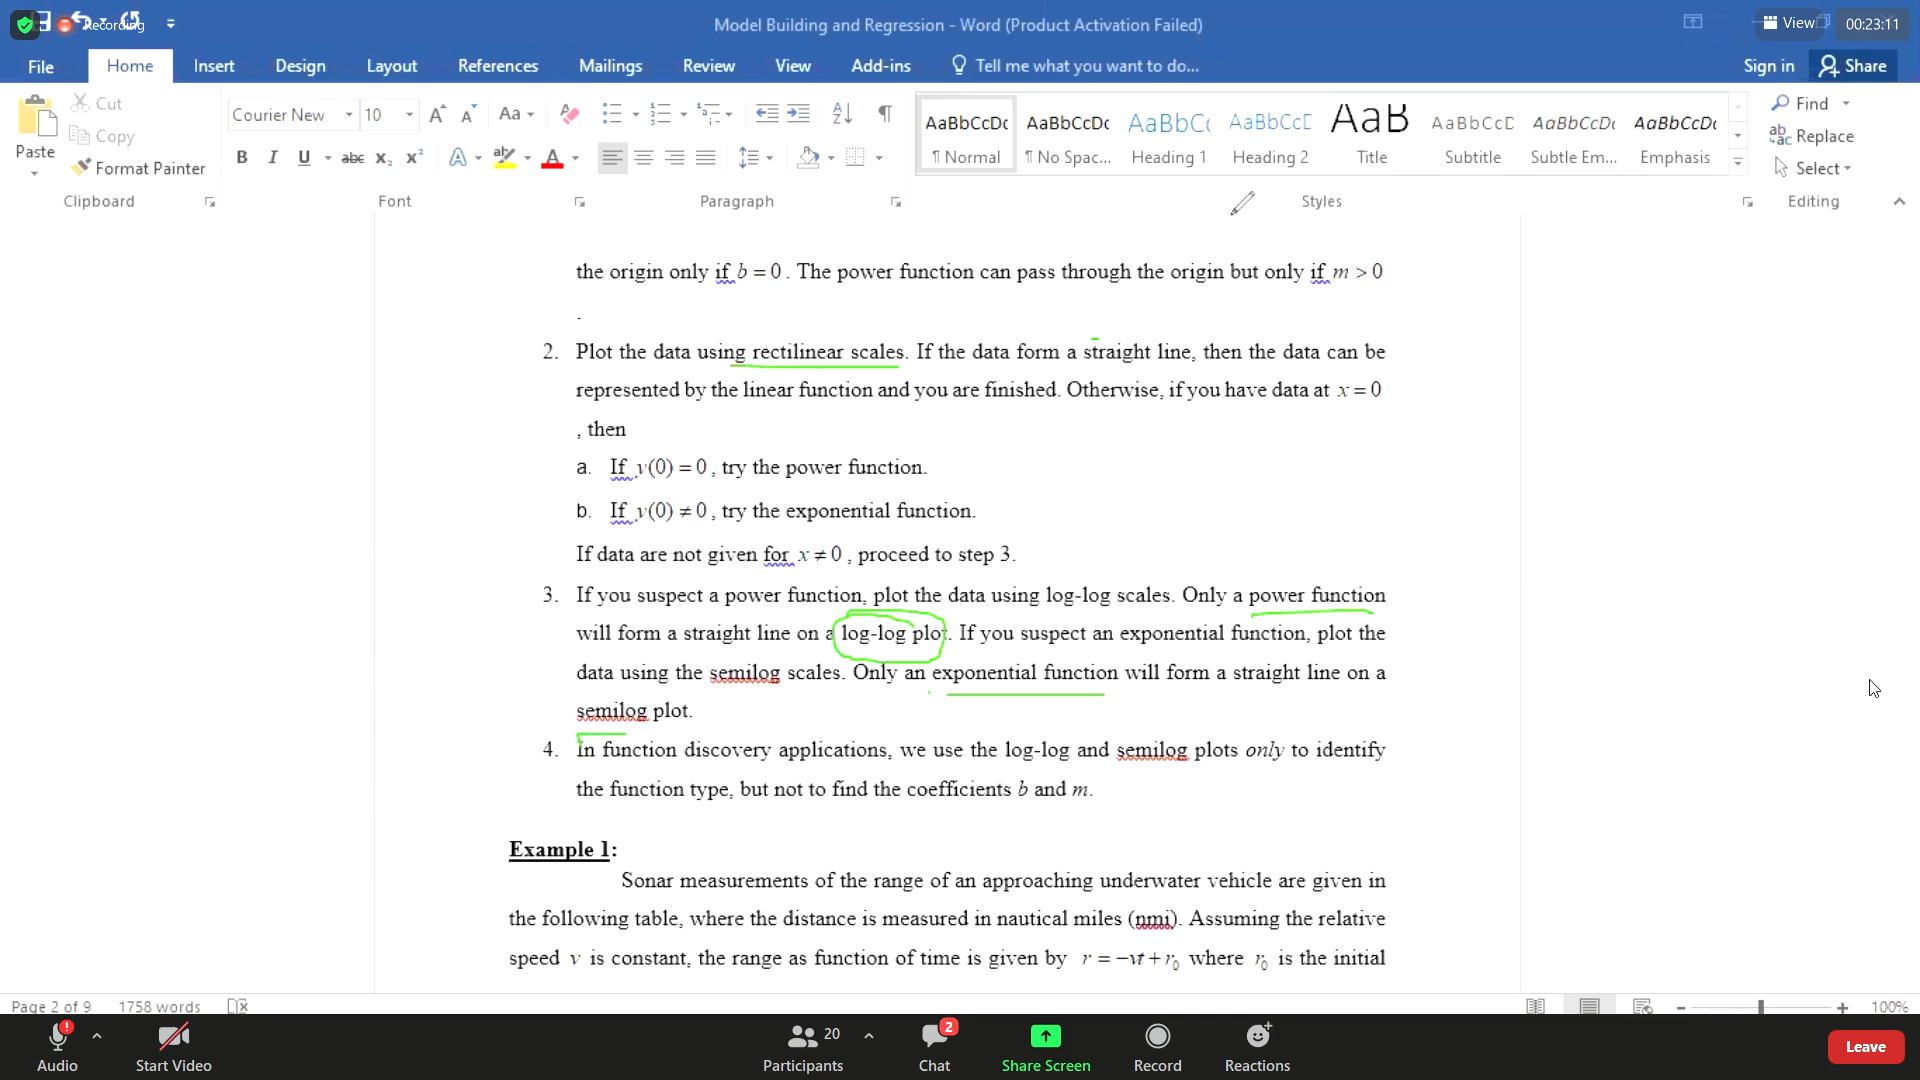 Recording
Model Building and Regression - Word (Product Activation Failed)
View
00:23:11
File
Home
Insert
Design
Layout
References
Mailings
Review
View
Add-ins
Tell me what you want to do...
Sign in
Share
Paste
Cut
Copy
Format Painter
Clipboard
Courier New
10
Font
Paragraph
AaBbCcDc
¶ Normal
AaBbCcDc
¶ No Spac...
AaBbC
Heading 1
AaBbCcD
Heading 2
AaB
Title
AaBbCcD
Subtitle
AaBbCcDc
Subtle Em...
AaBbCcDc
Emphasis
Styles
Find
Replace
Select
Editing
the origin only if b = 0. The power function can pass through the origin but only if m > 0
.
2. Plot the data using rectilinear scales. If the data form a straight line, then the data can be
represented by the linear function and you are finished. Otherwise, if you have data at x = 0
, then
a. If y(0) = 0, try the power function.
b. If y(0) ≠ 0, try the exponential function.
If data are not given for x ≠ 0, proceed to step 3.
3. If you suspect a power function, plot the data using log-log scales. Only a power function
will form a straight line on a log-log plot. If you suspect an exponential function, plot the
data using the semilog scales. Only an exponential function will form a straight line on a
semilog plot.
4. In function discovery applications, we use the log-log and semilog plots only to identify
the function type, but not to find the coefficients b and m.
Example 1:
Sonar measurements of the range of an approaching underwater vehicle are given in
the following table, where the distance is measured in nautical miles (nmi). Assuming the relative
speed v is constant, the range as function of time is given by r = −vt + r₀ where r₀ is the initial
Page 2 of 9
1758 words
100%
Audio
Start Video
20
Participants
2
Chat
Share Screen
Record
Reactions
Leave